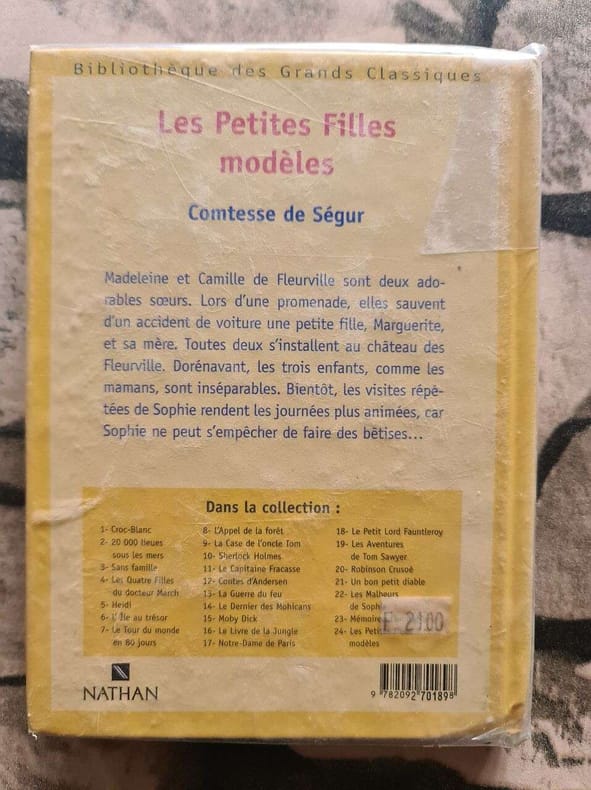 Bibliothèque des Grands Classiques
Les Petites Filles
modèles
Comtesse de Ségur
Madeleine et Camille de Fleurville sont deux ado-
rables sœurs. Lors d'une promenade, elles sauvent
d'un accident de voiture une petite fille, Marguerite,
et sa mère. Toutes deux s'installent au château des
Fleurville. Dorénavant, les trois enfants, comme les
mamans, sont inséparables. Bientôt, les visites répé-
tées de Sophie rendent les journées plus animées, car
Sophie ne peut s'empêcher de faire des bêtises...
Dans la collection :
1- Croc-Blanc
2- 20 000 lieues
sous les mers
3- Sans famille
4- Les Quatre Filles
du docteur March
5- Heidi
6- L'Île au trésor
7- Le Tour du monde
en 80 jours
8- L'Appel de la forêt
9- La Case de l'oncle Tom
10- Sherlock Holmes
11- Le Capitaine Fracasse
12- Contes d'Andersen
13- La Guerre du feu
14- Le Dernier des Mohicans
15- Moby Dick
16- Le Livre de la Jungle
17- Notre-Dame de Paris
18- Le Petit Lord Fauntleroy
19- Les Aventures
de Tom Sawyer
20- Robinson Crusoé
21- Un bon petit diable
22- Les Malheurs
de Soph
23- Mémoire
24- Les Petit
modèles
F 21.00
NATHAN
9 782092 701898